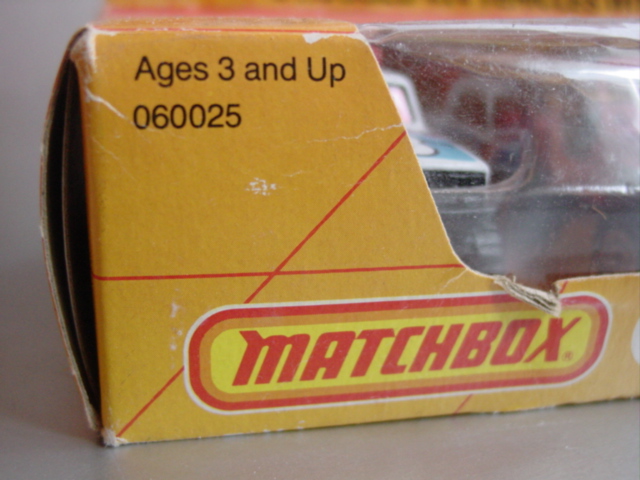 Ages 3 and Up
060025
MATCHBOX®